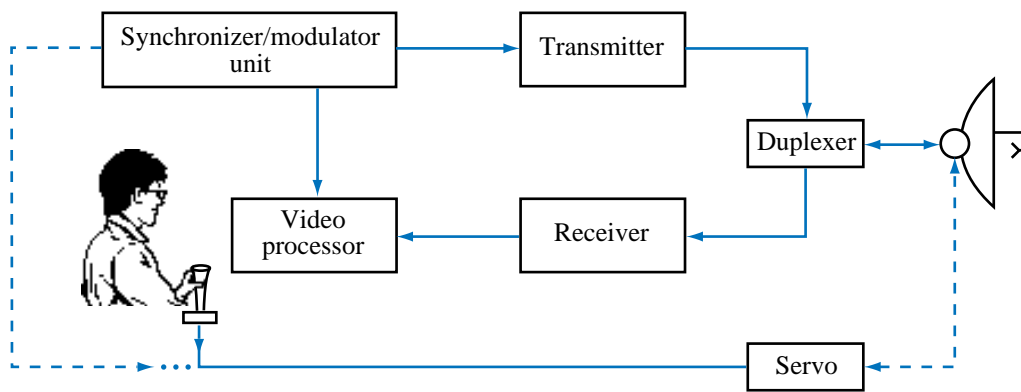 Synchronizer/modulator
unit
Transmitter
Duplexer
Video
processor
Receiver
Servo